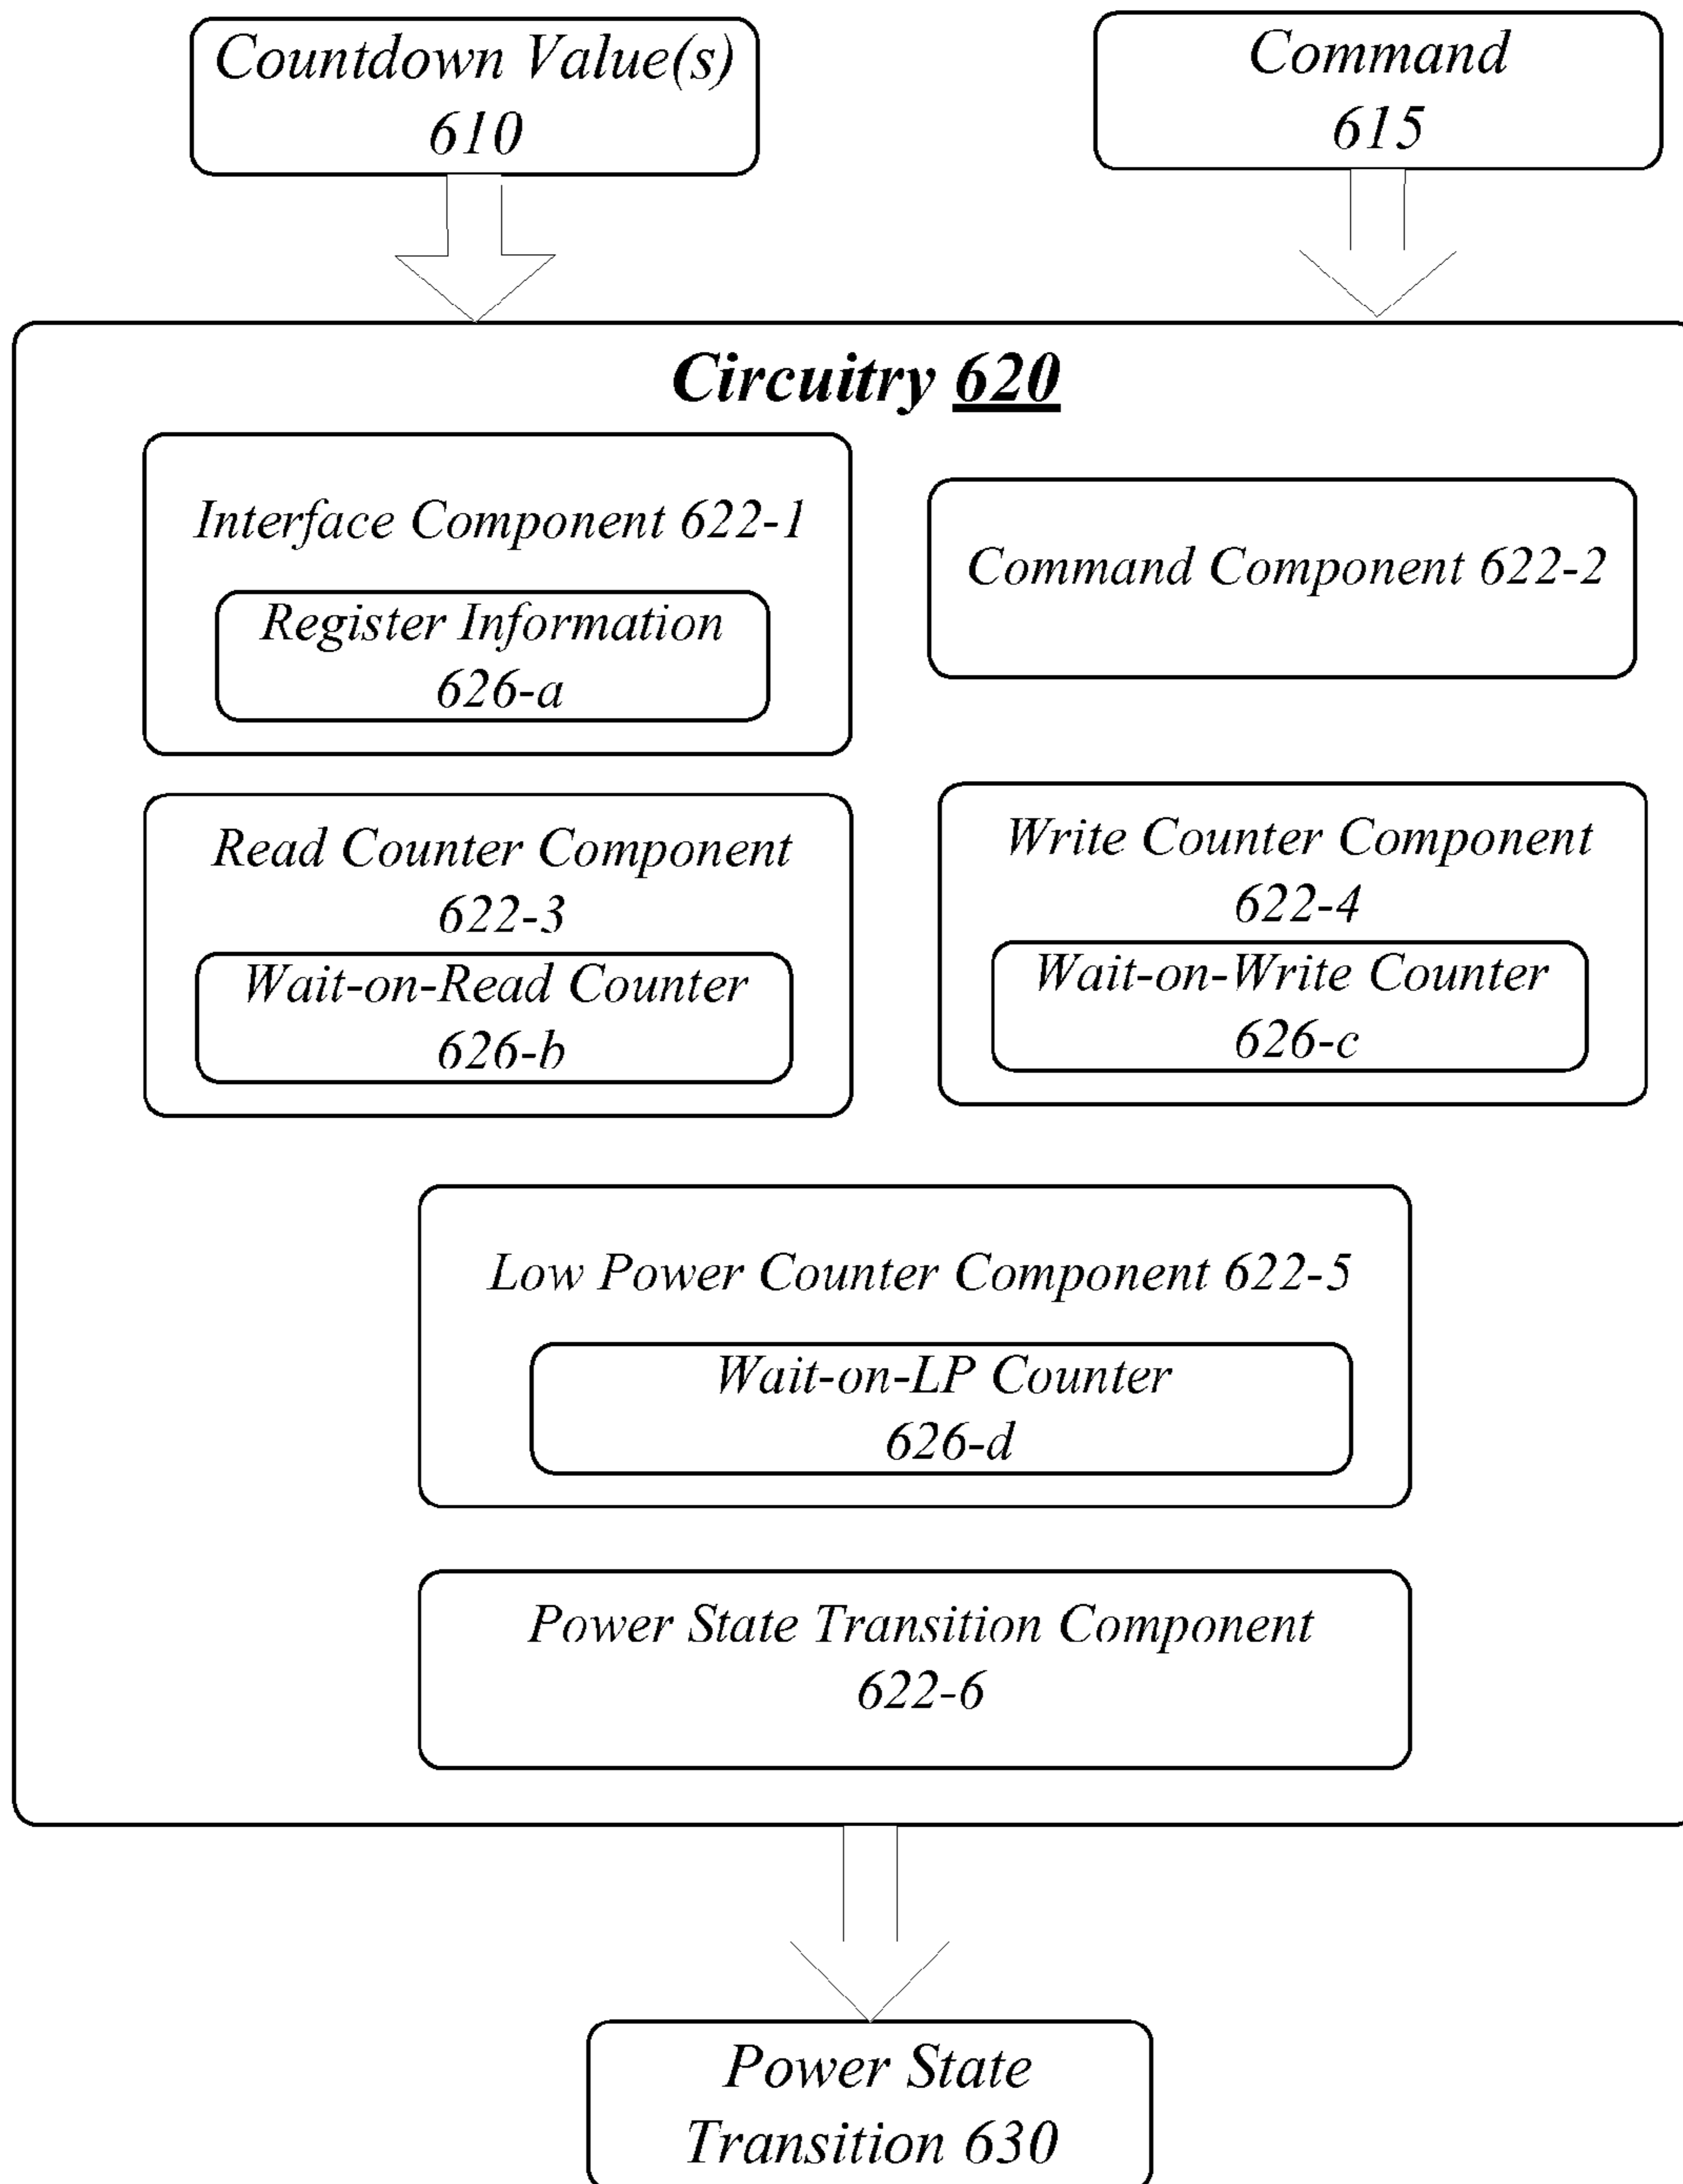 Countdown Value(s)
610
Command
615
Circuitry 620
Interface Component 622-1
Register Information
626-a
Command Component 622-2
Read Counter Component
622-3
Wait-on-Read Counter
626-b
Write Counter Component
622-4
Wait-on-Write Counter
626-c
Low Power Counter Component 622-5
Wait-on-LP Counter
626-d
Power State Transition Component
622-6
Power State
Transition 630